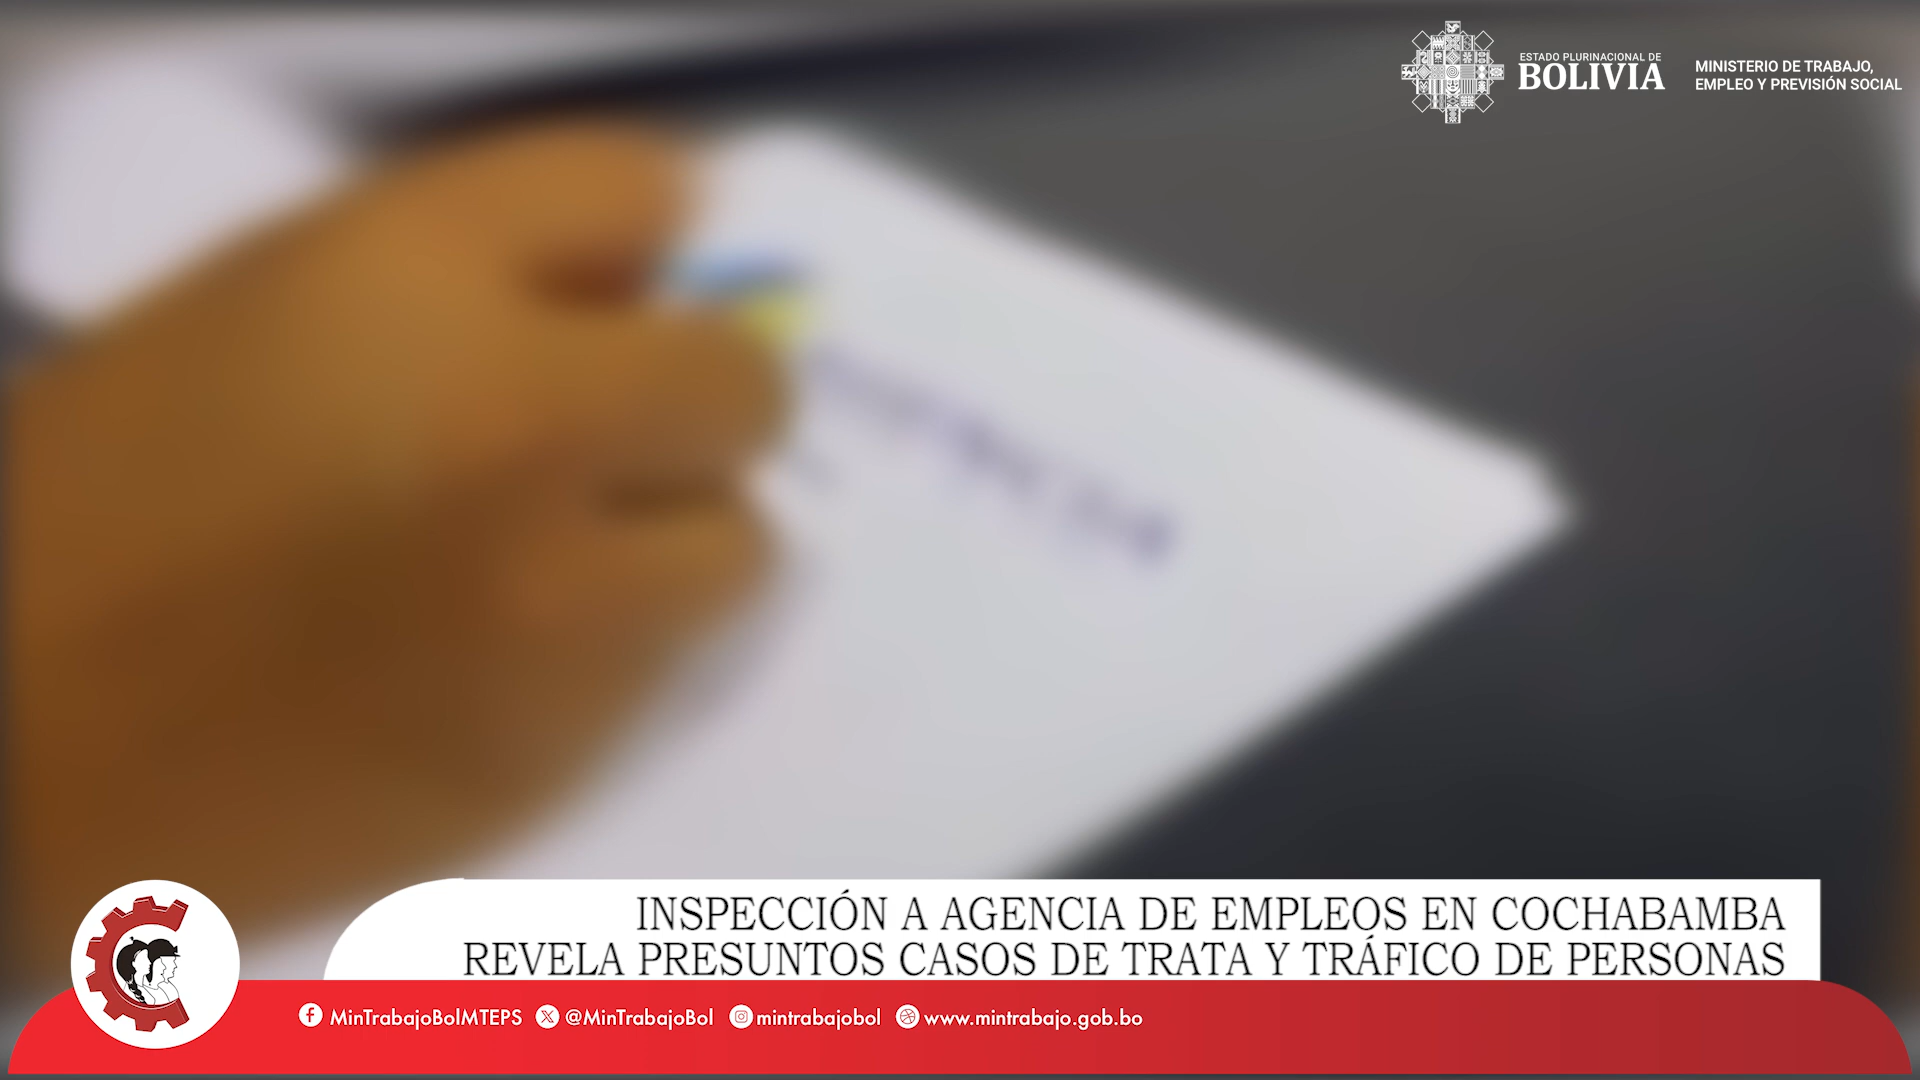 ESTADO PLURINACIONAL DE
BOLIVIA
MINISTERIO DE TRABAJO,
EMPLEO Y PREVISIÓN SOCIAL
INSPECCIÓN A AGENCIA DE EMPLEOS EN COCHABAMBA
REVELA PRESUNTOS CASOS DE TRATA Y TRÁFICO DE PERSONAS
MinTrabajoBolMTEPS @MinTrabajoBol mintrabajobol www.mintrabajo.gob.bo